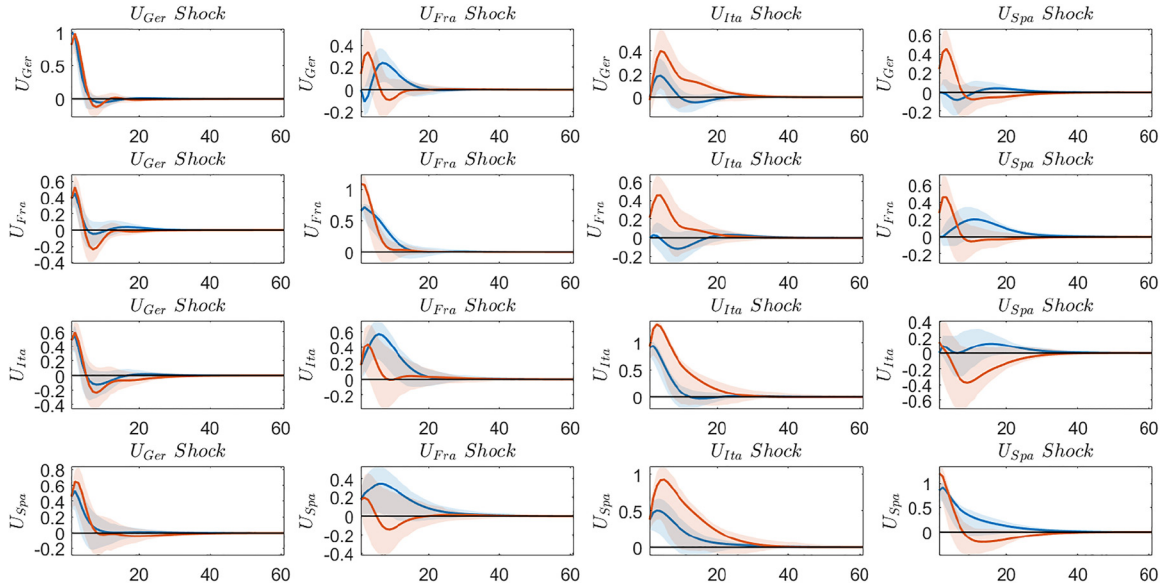 U_Ger Shock U_Fra Shock U_Ita Shock U_Spa Shock
U_Ger 1 0.5 0 20 40 60
U_Ger 0.4 0.2 0 -0.2 20 40 60
U_Ger 0.6 0.4 0.2 0 20 40 60
U_Ger 0.6 0.4 0.2 0 -0.2 20 40 60
U_Ger Shock U_Fra Shock U_Ita Shock U_Spa Shock
U_Fra 0.6 0.4 0.2 0 -0.2 -0.4 20 40 60
U_Fra 1 0.5 0 20 40 60
U_Fra 0.6 0.4 0.2 0 -0.2 20 40 60
U_Fra 0.6 0.4 0.2 0 -0.2 20 40 60
U_Ger Shock U_Fra Shock U_Ita Shock U_Spa Shock
U_Ita 0.6 0.4 0.2 0 -0.2 -0.4 20 40 60
U_Ita 0.6 0.4 0.2 0 -0.2 20 40 60
U_Ita 1 0.5 0 20 40 60
U_Ita 0.4 0.2 0 -0.2 -0.4 -0.6 20 40 60
U_Ger Shock U_Fra Shock U_Ita Shock U_Spa Shock
U_Spa 0.8 0.6 0.4 0.2 0 -0.2 20 40 60
U_Spa 0.4 0.2 0 -0.2 -0.4 20 40 60
U_Spa 1 0.5 0 20 40 60
U_Spa 1 0.5 0 20 40 60